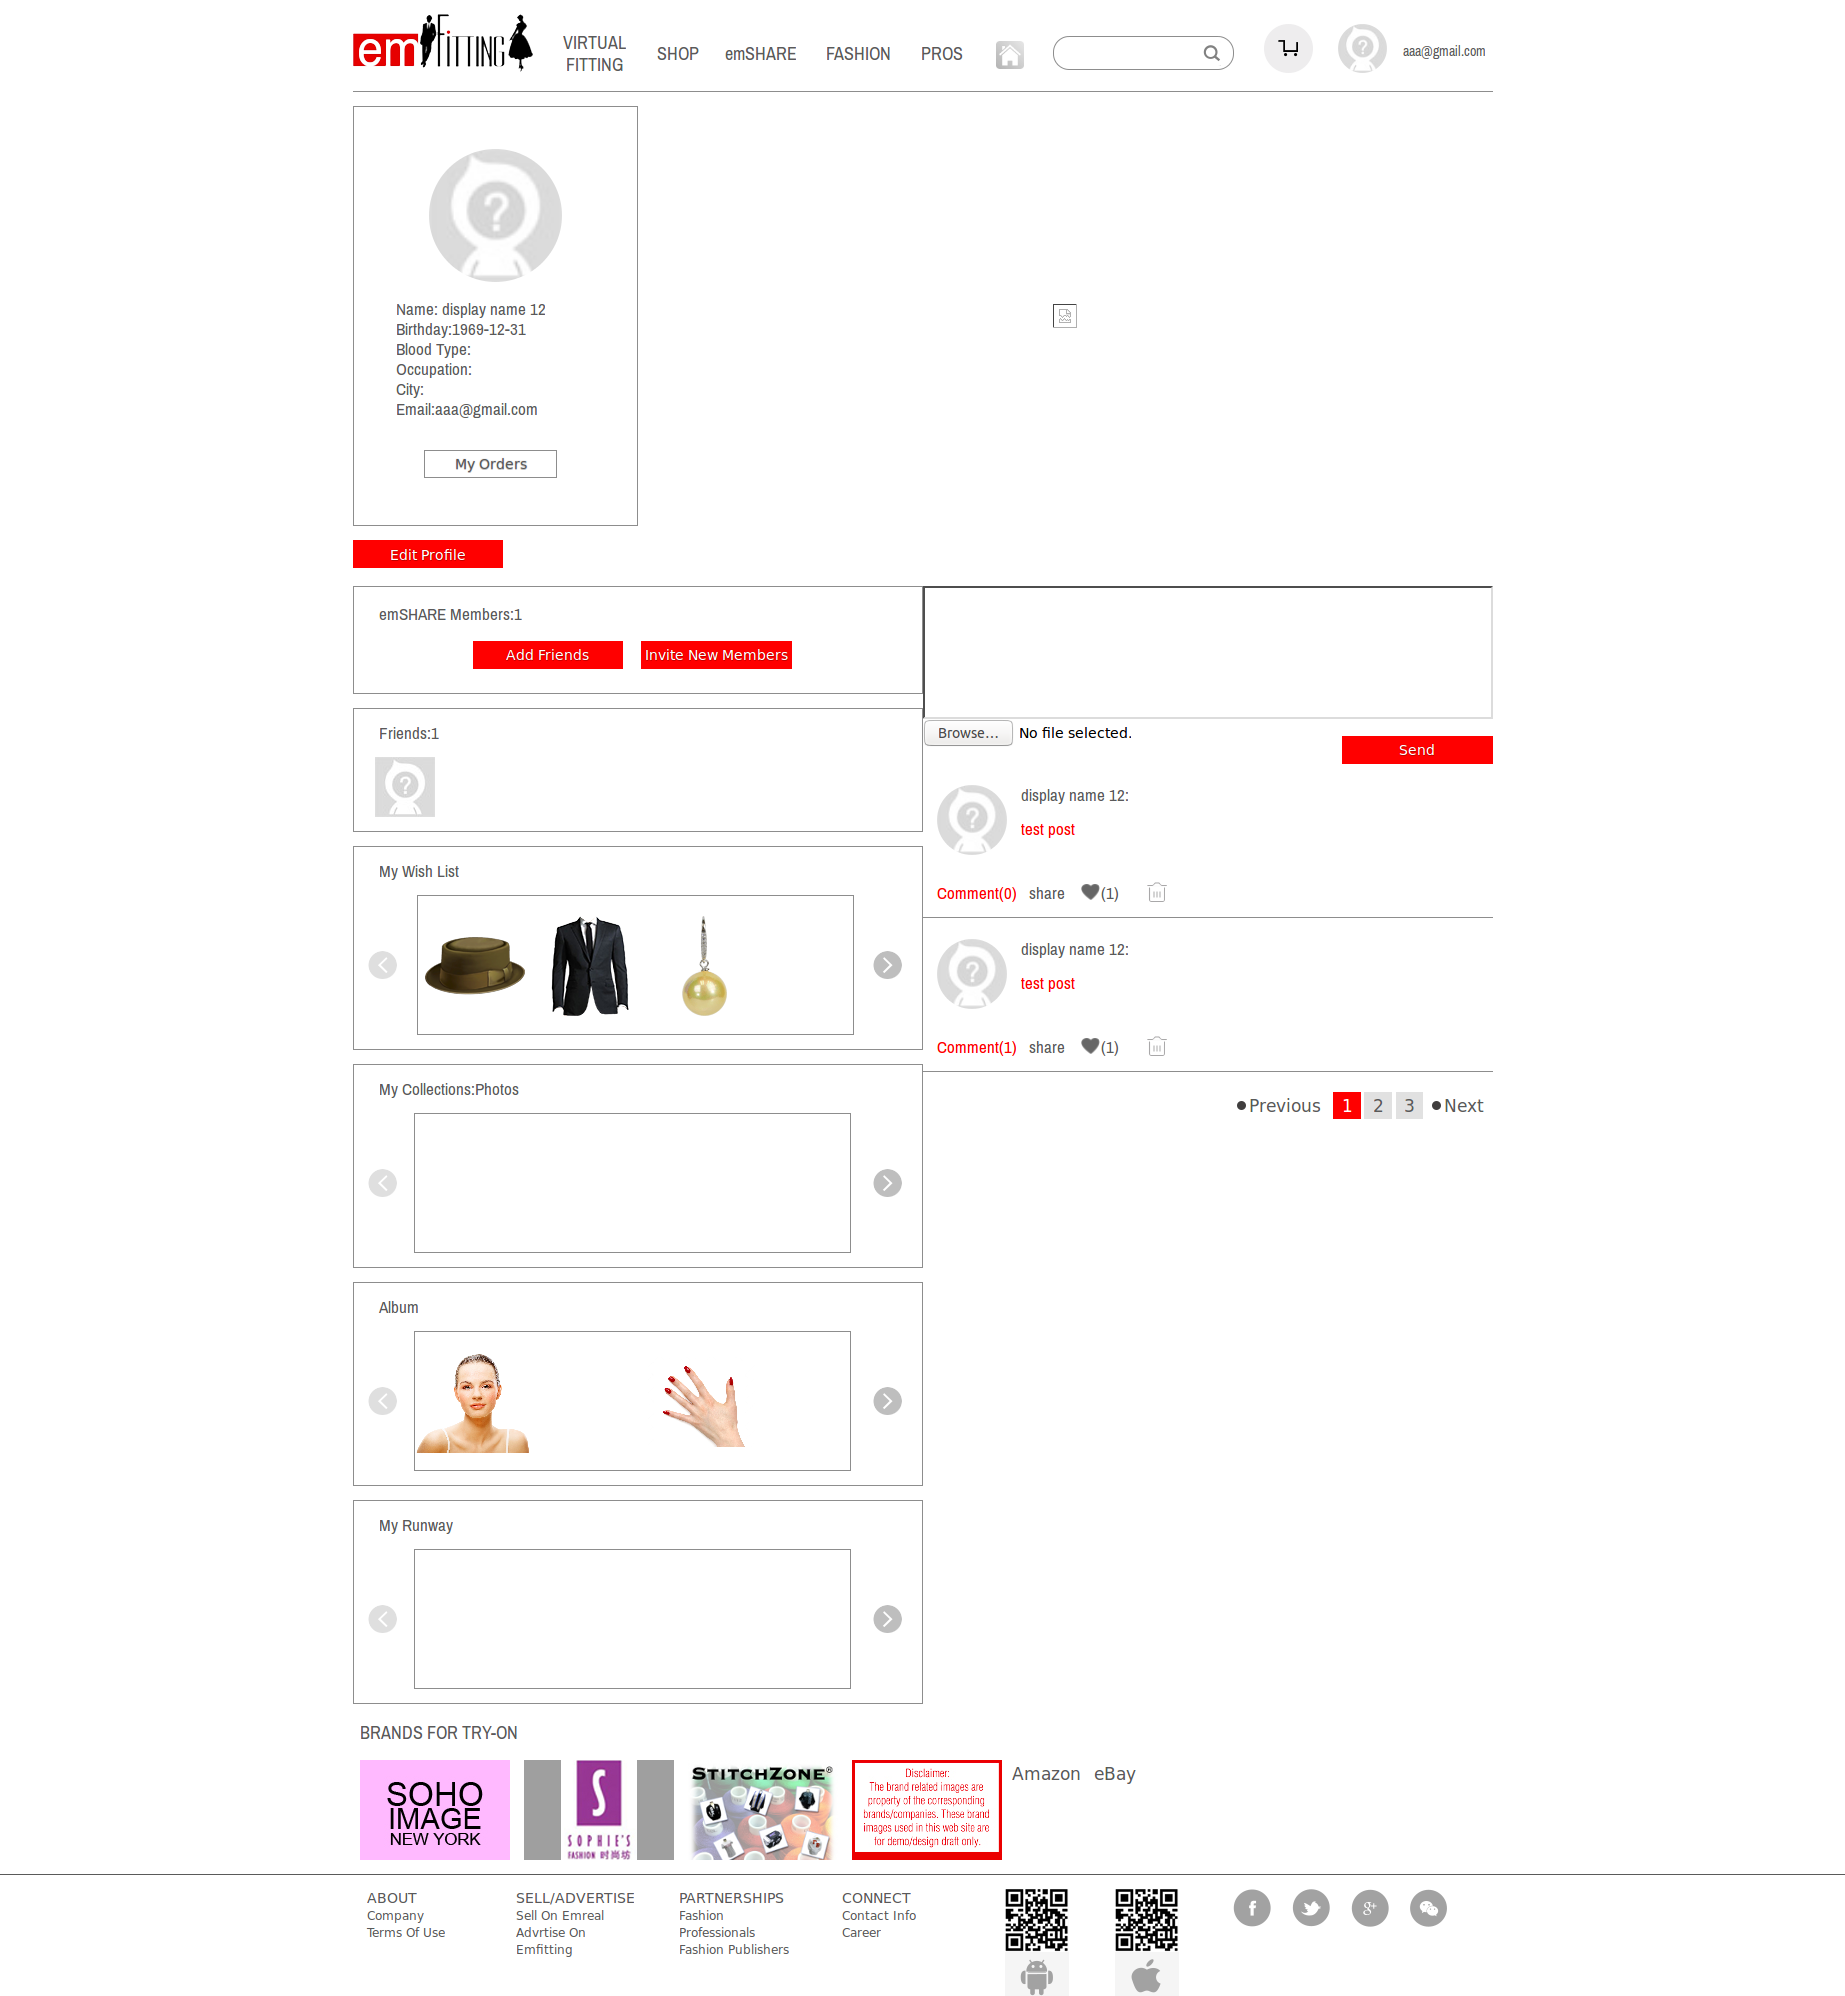 emFITTING
VIRTUAL
FITTING
SHOP
emSHARE
FASHION
PROS
aaa@gmail.com
Name: display name 12
Birthday:1969-12-31
Blood Type:
Occupation:
City:
Email:aaa@gmail.com
My Orders
Edit Profile
emSHARE Members:1
Add Friends
Invite New Members
Browse...
No file selected.
Send
Friends:1
display name 12:
test post
Comment(0) share (1)
My Wish List
display name 12:
test post
Comment(1) share (1)
My Collections:Photos
Previous 1 2 3 Next
Album
My Runway
BRANDS FOR TRY-ON
SOHO
IMAGE
NEW YORK
S
SOPHIE'S
FASHION 时尚坊
STITCHZONE®
Disclaimer:
The brand related images are
property of the corresponding
brands/companies. These brand
images used in this web site are
for demo/design draft only.
Amazon eBay
ABOUT
Company
Terms Of Use
SELL/ADVERTISE
Sell On Emreal
Advrtise On
Emfitting
PARTNERSHIPS
Fashion
Professionals
Fashion Publishers
CONNECT
Contact Info
Career